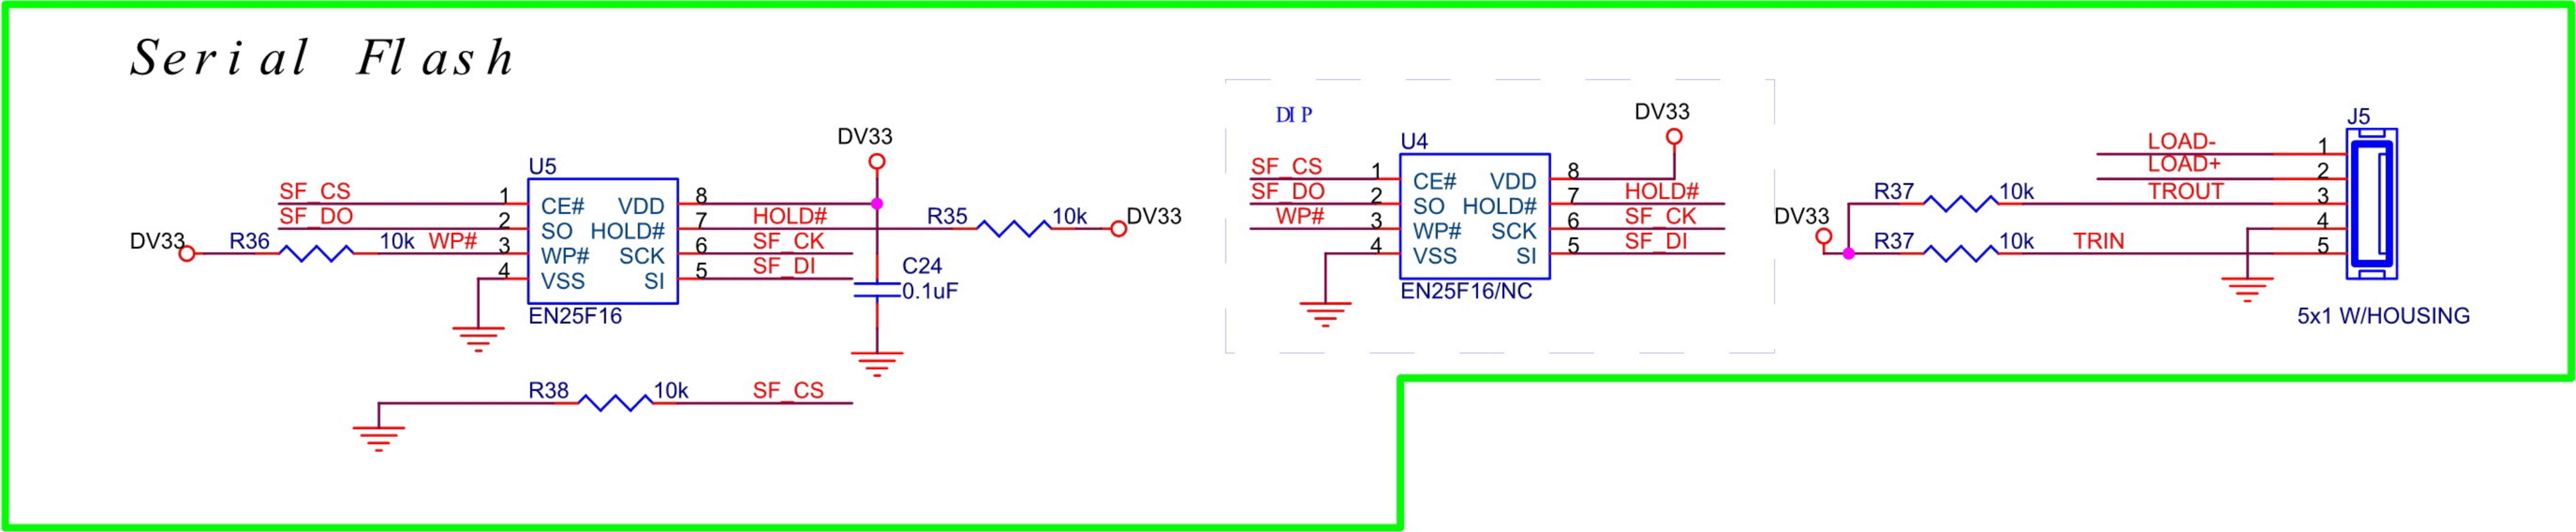 Serial Flash
DV33
U5
SF_CS 1 CE# VDD 8
SF_DO 2 SO HOLD# 7 HOLD# R35 10k DV33
DV33 R36 10k WP# 3 WP# SCK 6 SF_CK
4 VSS SI 5 SF_DI
EN25F16
C24
0.1uF
R38 10k SF_CS
DIP
DV33
U4
SF_CS 1 CE# VDD 8
SF_DO 2 SO HOLD# 7 HOLD#
WP# 3 WP# SCK 6 SF_CK
4 VSS SI 5 SF_DI
EN25F16/NC
J5
LOAD- 1
LOAD+ 2
R37 10k TROUT 3
DV33
4
R37 10k TRIN 5
5x1 W/HOUSING